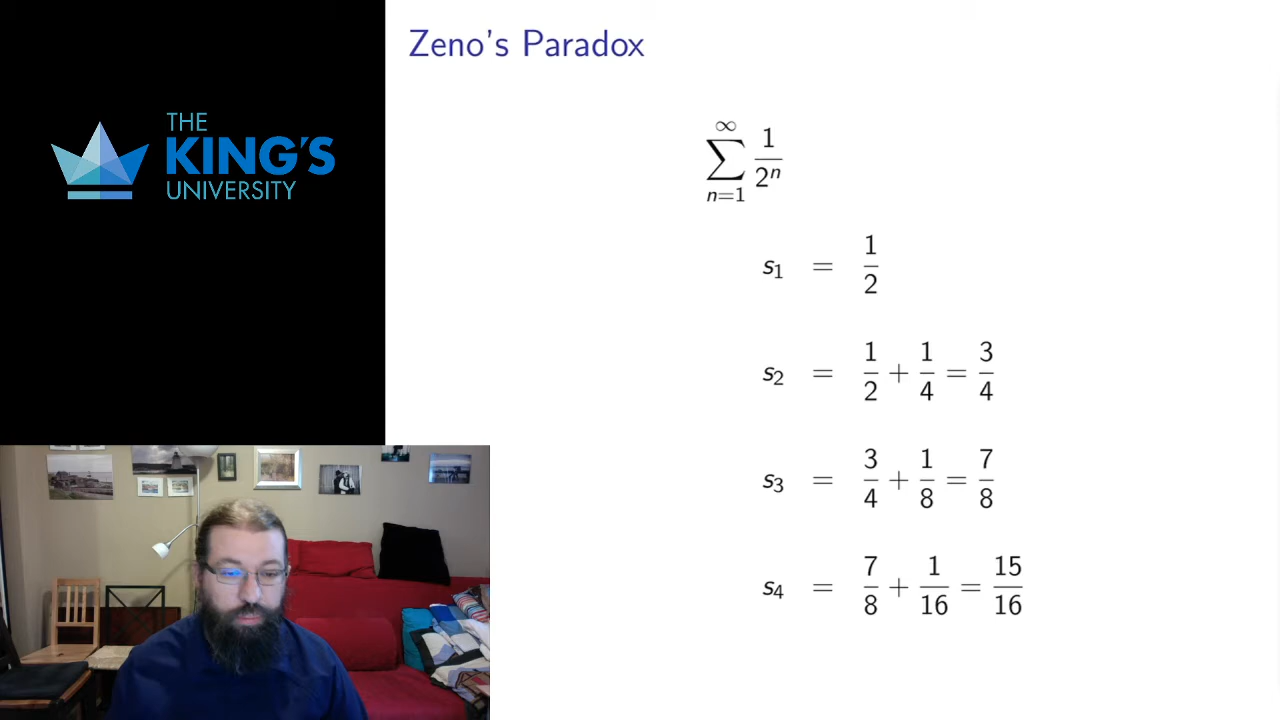 THE
KING'S
UNIVERSITY
Zeno's Paradox
∑_{n=1}^{∞} 1/2^n
s₁ = 1/2
s₂ = 1/2 + 1/4 = 3/4
s₃ = 3/4 + 1/8 = 7/8
s₄ = 7/8 + 1/16 = 15/16